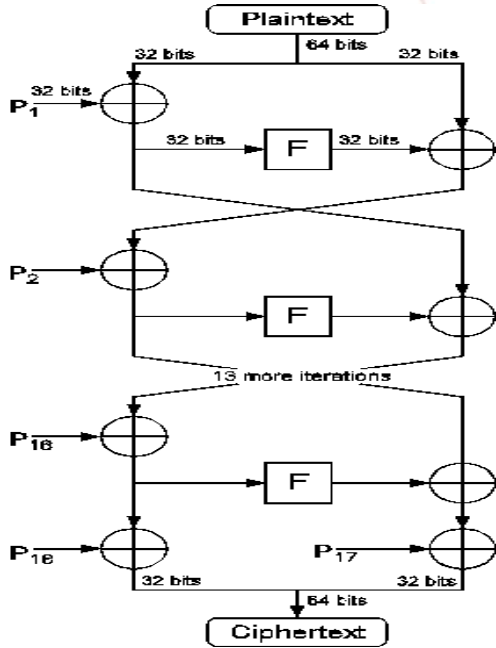 Plaintext
64 bits
32 bits
32 bits
P1
32 bits
32 bits
F
32 bits
P2
F
13 more iterations
P16
F
P18
P17
32 bits
32 bits
64 bits
Ciphertext